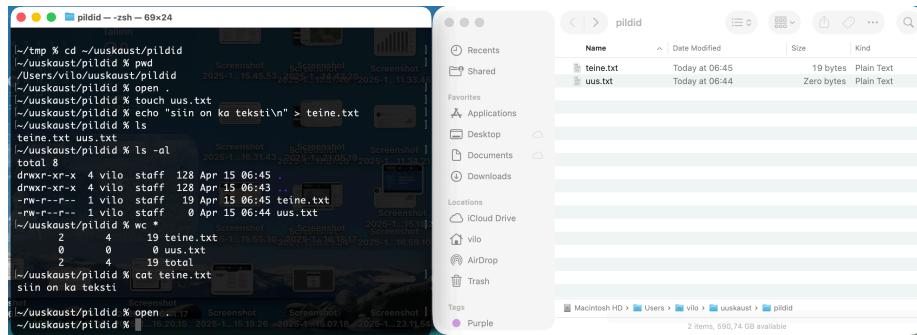 pildid — -zsh — 69×24
~/tmp % cd ~/uuskaust/pildid
~/uuskaust/pildid % pwd
/Users/vilo/uuskaust/pildid
~/uuskaust/pildid % open .
~/uuskaust/pildid % touch uus.txt
~/uuskaust/pildid % echo "siin on ka teksti\n" > teine.txt
~/uuskaust/pildid % ls
teine.txt uus.txt
~/uuskaust/pildid % ls -al
total 8
drwxr-xr-x 4 vilo staff 128 Apr 15 06:45 .
drwxr-xr-x 4 vilo staff 128 Apr 15 06:43 ..
-rw-r--r-- 1 vilo staff 19 Apr 15 06:45 teine.txt
-rw-r--r-- 1 vilo staff 0 Apr 15 06:44 uus.txt
~/uuskaust/pildid % wc *
2 4 19 teine.txt
0 0 0 uus.txt
2 4 19 total
~/uuskaust/pildid % cat teine.txt
siin on ka teksti
~/uuskaust/pildid % open .
~/uuskaust/pildid %
pildid
Recents
Shared
Favorites
Applications
Desktop
Documents
Downloads
Locations
iCloud Drive
vilo
AirDrop
Trash
Tags
Purple
Name Date Modified Size Kind
teine.txt Today at 06:45 19 bytes Plain Text
uus.txt Today at 06:44 Zero bytes Plain Text
Macintosh HD > Users > vilo > uuskaust > pildid
2 items, 590,74 GB available